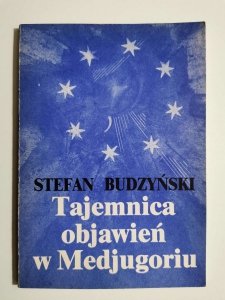 STEFAN BUDZYŃSKI
Tajemnica
objawień
w Medjugoriu